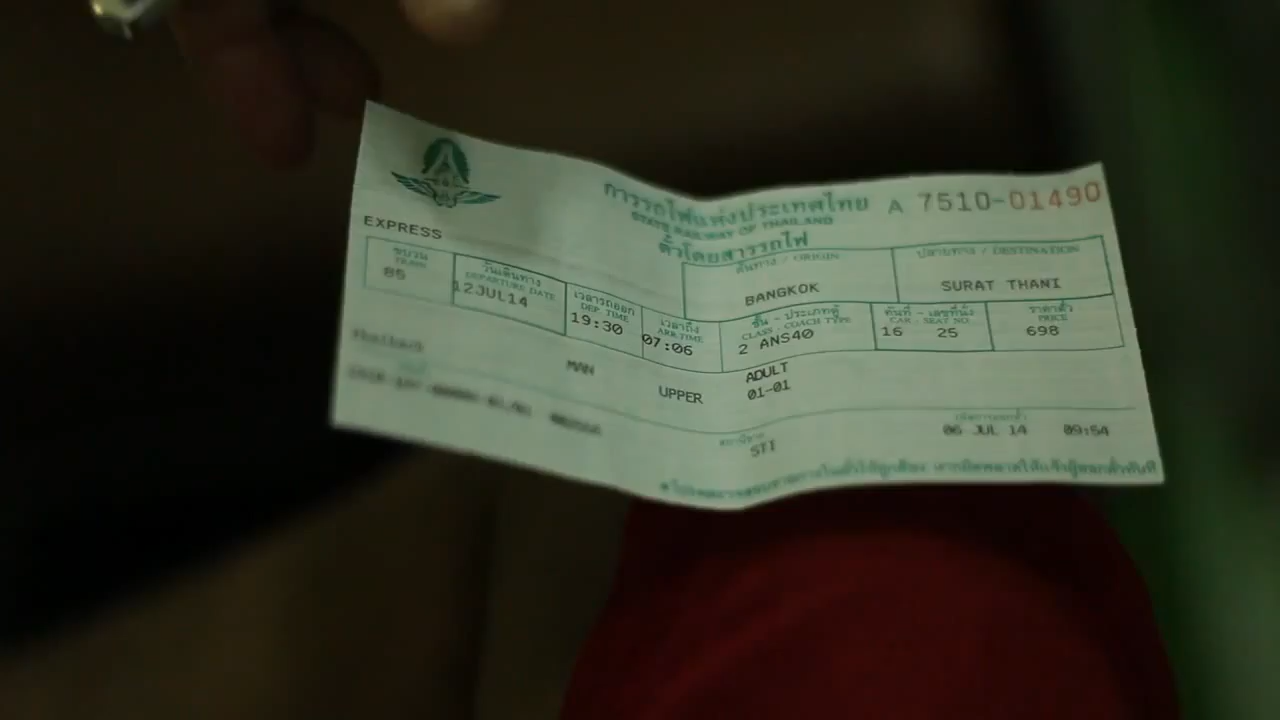 การรถไฟแห่งประเทศไทย A 7510-01490
STATE RAILWAY OF THAILAND
EXPRESS ตั๋วโดยสารรถไฟ
ต้นทาง / ORIGIN ปลายทาง / DESTINATION
BANGKOK SURAT THANI
ขบวน วันเดินทาง เวลารถออก เวลาถึง ชั้น - ประเภทตู้ คันที่ - เลขที่นั่ง ราคาตั๋ว
TRAIN DEPARTURE DATE DEP. TIME ARR. TIME CLASS - COACH TYPE CAR - SEAT NO. PRICE
85 12JUL14 19:30 07:06 2 ANS40 16 25 698
MAN UPPER ADULT
01-01
06 JUL 14 09:54
STI